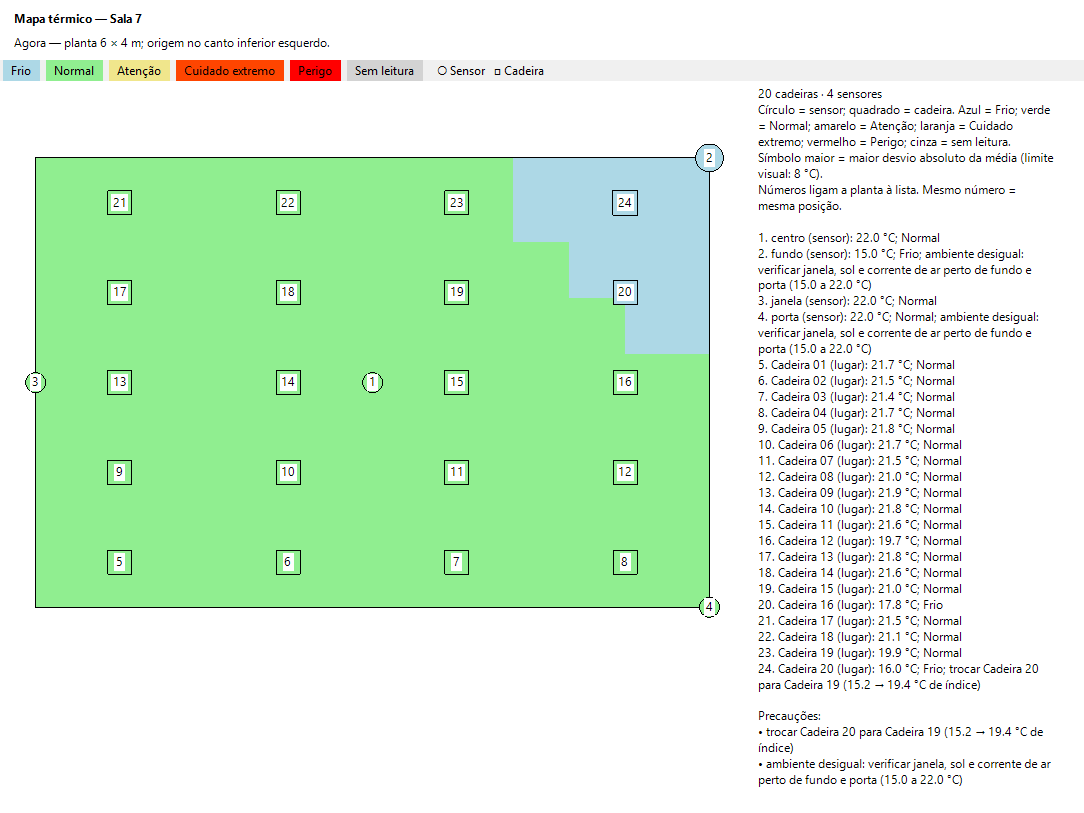 Mapa térmico — Sala 7
Agora — planta 6 × 4 m; origem no canto inferior esquerdo.
Frio Normal Atenção Cuidado extremo Perigo Sem leitura Sensor Cadeira
2
21 22 23 24
17 18 19 20
3 13 14 1 15 16
9 10 11 12
5 6 7 8
4
20 cadeiras · 4 sensores
Círculo = sensor; quadrado = cadeira. Azul = Frio; verde
= Normal; amarelo = Atenção; laranja = Cuidado
extremo; vermelho = Perigo; cinza = sem leitura.
Símbolo maior = maior desvio absoluto da média (limite
visual: 8 °C).
Números ligam a planta à lista. Mesmo número =
mesma posição.
1. centro (sensor): 22.0 °C; Normal
2. fundo (sensor): 15.0 °C; Frio; ambiente desigual:
verificar janela, sol e corrente de ar perto de fundo e
porta (15.0 a 22.0 °C)
3. janela (sensor): 22.0 °C; Normal
4. porta (sensor): 22.0 °C; Normal; ambiente desigual:
verificar janela, sol e corrente de ar perto de fundo e
porta (15.0 a 22.0 °C)
5. Cadeira 01 (lugar): 21.7 °C; Normal
6. Cadeira 02 (lugar): 21.5 °C; Normal
7. Cadeira 03 (lugar): 21.4 °C; Normal
8. Cadeira 04 (lugar): 21.7 °C; Normal
9. Cadeira 05 (lugar): 21.8 °C; Normal
10. Cadeira 06 (lugar): 21.7 °C; Normal
11. Cadeira 07 (lugar): 21.5 °C; Normal
12. Cadeira 08 (lugar): 21.0 °C; Normal
13. Cadeira 09 (lugar): 21.9 °C; Normal
14. Cadeira 10 (lugar): 21.8 °C; Normal
15. Cadeira 11 (lugar): 21.6 °C; Normal
16. Cadeira 12 (lugar): 19.7 °C; Normal
17. Cadeira 13 (lugar): 21.8 °C; Normal
18. Cadeira 14 (lugar): 21.6 °C; Normal
19. Cadeira 15 (lugar): 21.0 °C; Normal
20. Cadeira 16 (lugar): 17.8 °C; Frio
21. Cadeira 17 (lugar): 21.5 °C; Normal
22. Cadeira 18 (lugar): 21.1 °C; Normal
23. Cadeira 19 (lugar): 19.9 °C; Normal
24. Cadeira 20 (lugar): 16.0 °C; Frio; trocar Cadeira 20
para Cadeira 19 (15.2 → 19.4 °C de índice)
Precauções:
• trocar Cadeira 20 para Cadeira 19 (15.2 → 19.4 °C de
índice)
• ambiente desigual: verificar janela, sol e corrente de ar
perto de fundo e porta (15.0 a 22.0 °C)